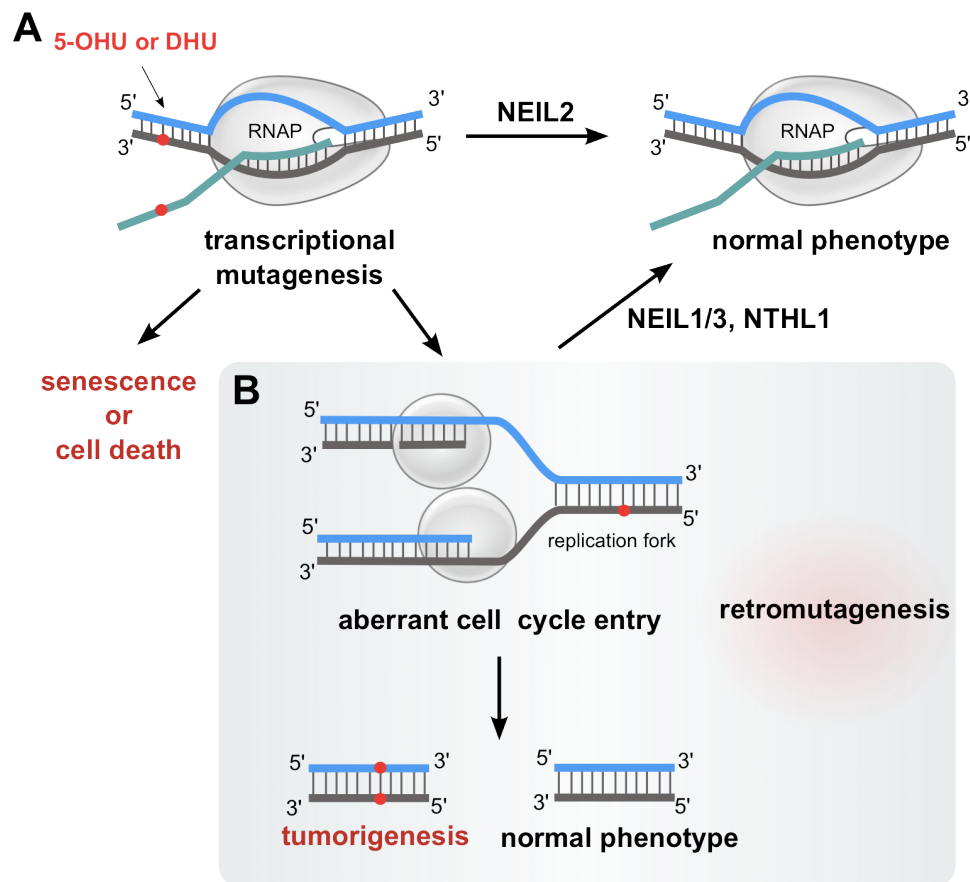 A
5-OHU or DHU
5'
3'
RNAP
3'
5'
NEIL2
5'
3'
RNAP
3
5'
transcriptional
mutagenesis
normal phenotype
NEIL1/3, NTHL1
senescence
or
cell death
B
5'
3'
3'
5'
5'
3'
replication fork
aberrant cell cycle entry
retromutagenesis
5'
3'
3'
5'
tumorigenesis
5'
3'
3'
5'
normal phenotype